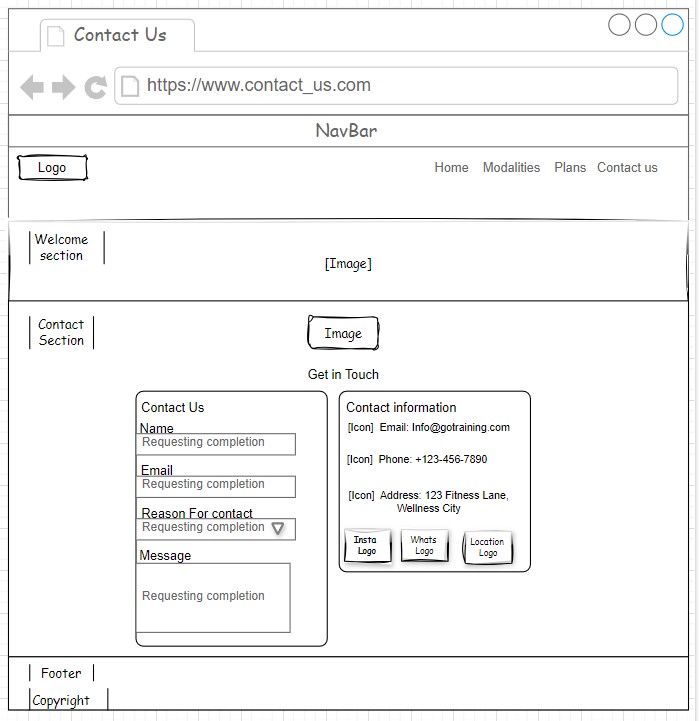 Contact Us
https://www.contact_us.com
NavBar
Logo
Home Modalities Plans Contact us
Welcome
section
[Image]
Contact
Section
Image
Get in Touch
Contact Us
Name
Requesting completion
Email
Requesting completion
Reason For contact
Requesting completion
Message
Requesting completion
Contact information
[Icon] Email: Info@gotraining.com
[Icon] Phone: +123-456-7890
[Icon] Address: 123 Fitness Lane,
Wellness City
Insta
Logo
Whats
Logo
Location
Logo
Footer
Copyright